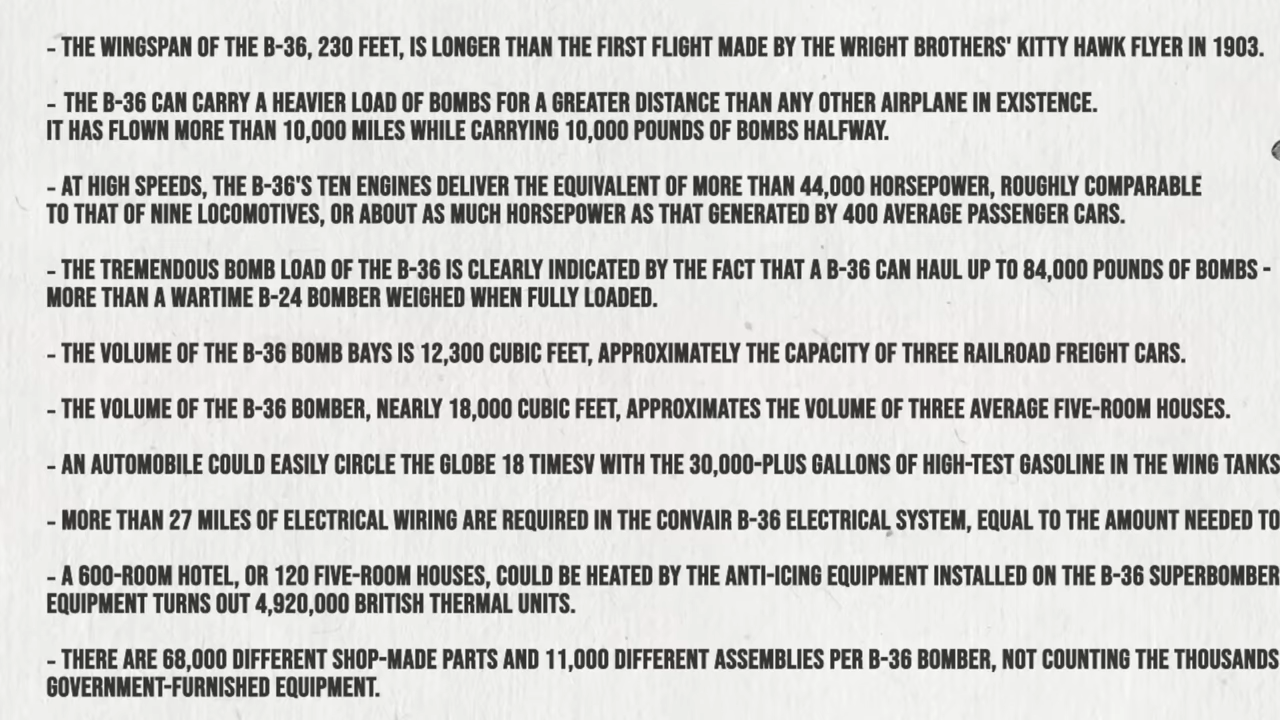 - THE WINGSPAN OF THE B-36, 230 FEET, IS LONGER THAN THE FIRST FLIGHT MADE BY THE WRIGHT BROTHERS' KITTY HAWK FLYER IN 1903.
- THE B-36 CAN CARRY A HEAVIER LOAD OF BOMBS FOR A GREATER DISTANCE THAN ANY OTHER AIRPLANE IN EXISTENCE.
IT HAS FLOWN MORE THAN 10,000 MILES WHILE CARRYING 10,000 POUNDS OF BOMBS HALFWAY.
- AT HIGH SPEEDS, THE B-36'S TEN ENGINES DELIVER THE EQUIVALENT OF MORE THAN 44,000 HORSEPOWER, ROUGHLY COMPARABLE
TO THAT OF NINE LOCOMOTIVES, OR ABOUT AS MUCH HORSEPOWER AS THAT GENERATED BY 400 AVERAGE PASSENGER CARS.
- THE TREMENDOUS BOMB LOAD OF THE B-36 IS CLEARLY INDICATED BY THE FACT THAT A B-36 CAN HAUL UP TO 84,000 POUNDS OF BOMBS -
MORE THAN A WARTIME B-24 BOMBER WEIGHED WHEN FULLY LOADED.
- THE VOLUME OF THE B-36 BOMB BAYS IS 12,300 CUBIC FEET, APPROXIMATELY THE CAPACITY OF THREE RAILROAD FREIGHT CARS.
- THE VOLUME OF THE B-36 BOMBER, NEARLY 18,000 CUBIC FEET, APPROXIMATES THE VOLUME OF THREE AVERAGE FIVE-ROOM HOUSES.
- AN AUTOMOBILE COULD EASILY CIRCLE THE GLOBE 18 TIMESV WITH THE 30,000-PLUS GALLONS OF HIGH-TEST GASOLINE IN THE WING TANKS
- MORE THAN 27 MILES OF ELECTRICAL WIRING ARE REQUIRED IN THE CONVAIR B-36 ELECTRICAL SYSTEM, EQUAL TO THE AMOUNT NEEDED TO
- A 600-ROOM HOTEL, OR 120 FIVE-ROOM HOUSES, COULD BE HEATED BY THE ANTI-ICING EQUIPMENT INSTALLED ON THE B-36 SUPERBOMBER
EQUIPMENT TURNS OUT 4,920,000 BRITISH THERMAL UNITS.
- THERE ARE 68,000 DIFFERENT SHOP-MADE PARTS AND 11,000 DIFFERENT ASSEMBLIES PER B-36 BOMBER, NOT COUNTING THE THOUSANDS
GOVERNMENT-FURNISHED EQUIPMENT.